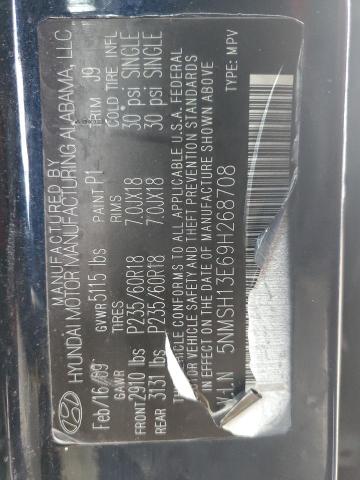 MANUFACTURED BY
HYUNDAI MOTOR MANUFACTURING ALABAMA, LLC
Feb/16/09 GVWR 5115 lbs PAINT P1 TRIM J9
GAWR TIRES RIMS COLD TIRE INFL
FRONT 2910 lbs P235/60R18 7.0JX18 30 psi SINGLE
REAR 3131 lbs P235/60R18 7.0JX18 30 psi SINGLE
THIS VEHICLE CONFORMS TO ALL APPLICABLE U.S.A. FEDERAL
MOTOR VEHICLE SAFETY AND THEFT PREVENTION STANDARDS
IN EFFECT ON THE DATE OF MANUFACTURE SHOWN ABOVE
V.I.N 5NMSH13E69H268708 TYPE: MPV